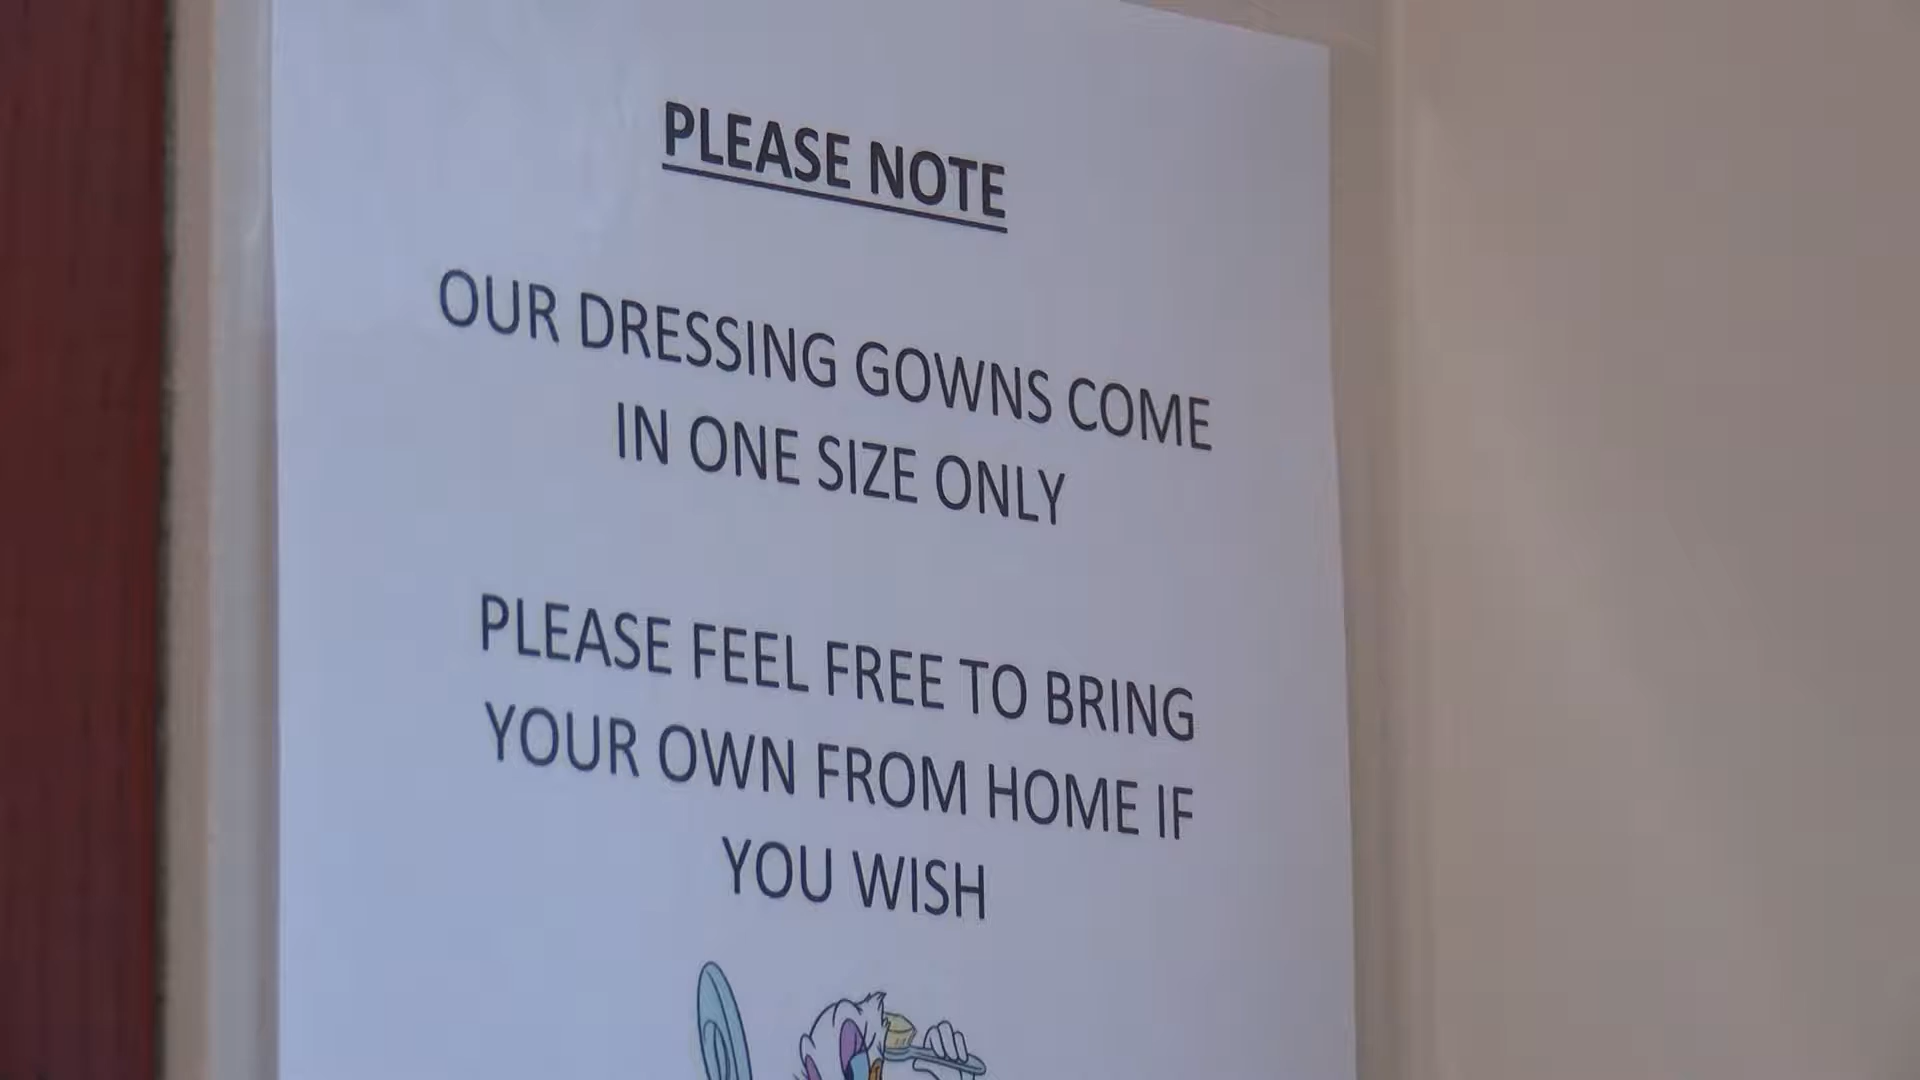 PLEASE NOTE
OUR DRESSING GOWNS COME
IN ONE SIZE ONLY
PLEASE FEEL FREE TO BRING
YOUR OWN FROM HOME IF
YOU WISH